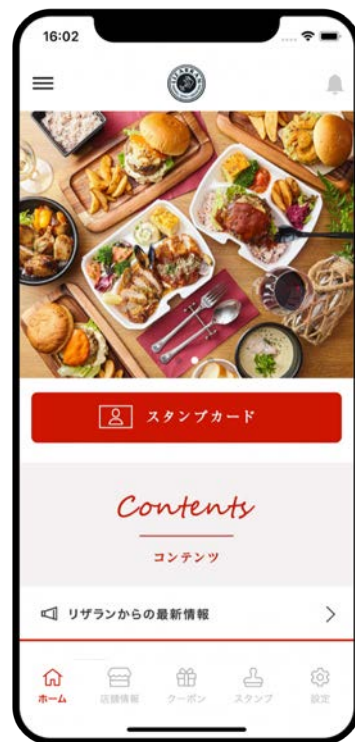 16:02
スタンプカード
Contents
コンテンツ
リザランからの最新情報
ホーム
店舗情報
クーポン
スタンプ
設定